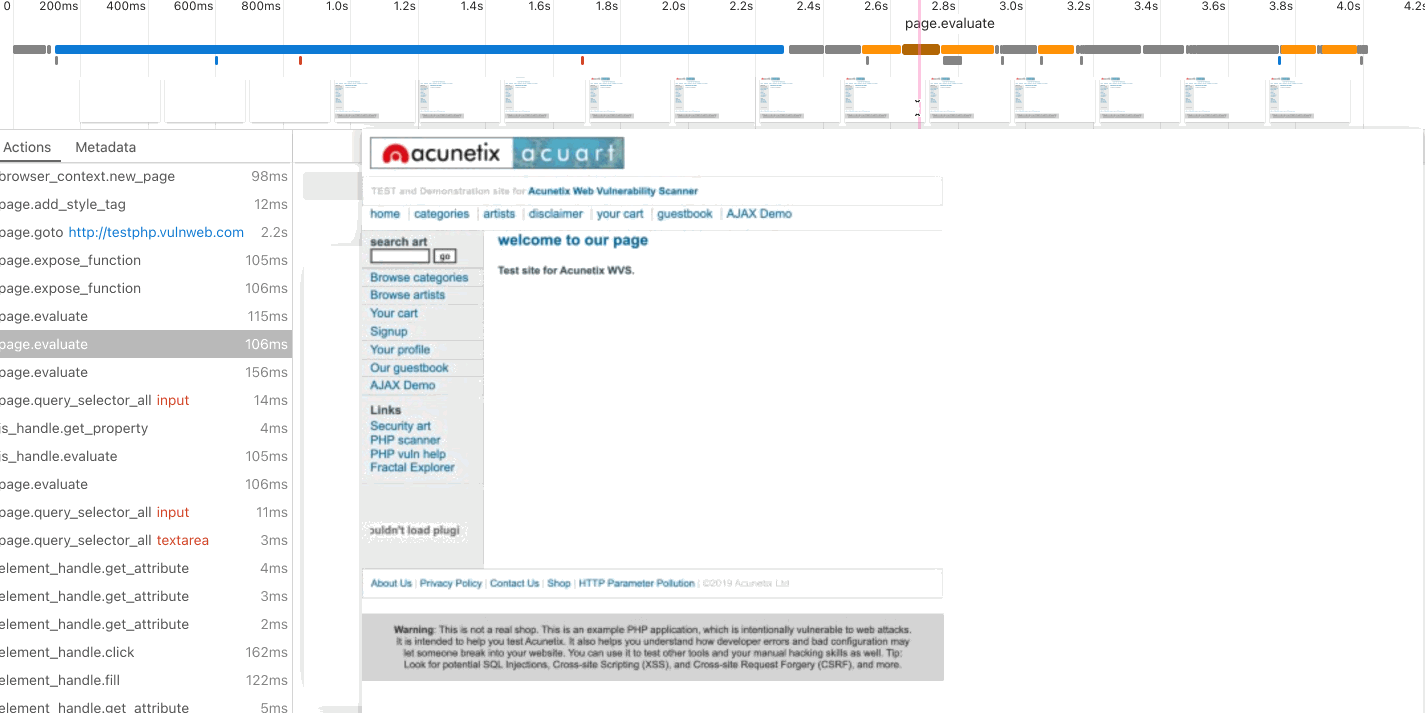 0 200ms 400ms 600ms 800ms 1.0s 1.2s 1.4s 1.6s 1.8s 2.0s 2.2s 2.4s 2.6s 2.8s 3.0s 3.2s 3.4s 3.6s 3.8s 4.0s 4.2s
page.evaluate
Actions Metadata
browser_context.new_page 98ms
page.add_style_tag 12ms
page.goto http://testphp.vulnweb.com 2.2s
page.expose_function 105ms
page.expose_function 106ms
page.evaluate 115ms
page.evaluate 106ms
page.evaluate 156ms
page.query_selector_all input 14ms
js_handle.get_property 4ms
js_handle.evaluate 105ms
page.evaluate 106ms
page.query_selector_all input 11ms
page.query_selector_all textarea 3ms
element_handle.get_attribute 4ms
element_handle.get_attribute 3ms
element_handle.get_attribute 2ms
element_handle.click 162ms
element_handle.fill 122ms
element_handle.get_attribute 5ms
acunetix acuart
TEST and Demonstration site for Acunetix Web Vulnerability Scanner
home | categories | artists | disclaimer | your cart | guestbook | AJAX Demo
search art
go
Browse categories
Browse artists
Your cart
Signup
Your profile
Our guestbook
AJAX Demo
Links
Security art
PHP scanner
PHP vuln help
Fractal Explorer
ouldn't load plugi
welcome to our page
Test site for Acunetix WVS.
About Us | Privacy Policy | Contact Us | Shop | HTTP Parameter Pollution | ©2019 Acunetix Ltd
Warning: This is not a real shop. This is an example PHP application, which is intentionally vulnerable to web attacks.
It is intended to help you test Acunetix. It also helps you understand how developer errors and bad configuration may
let someone break into your website. You can use it to test other tools and your manual hacking skills as well. Tip:
Look for potential SQL Injections, Cross-site Scripting (XSS), and Cross-site Request Forgery (CSRF), and more.